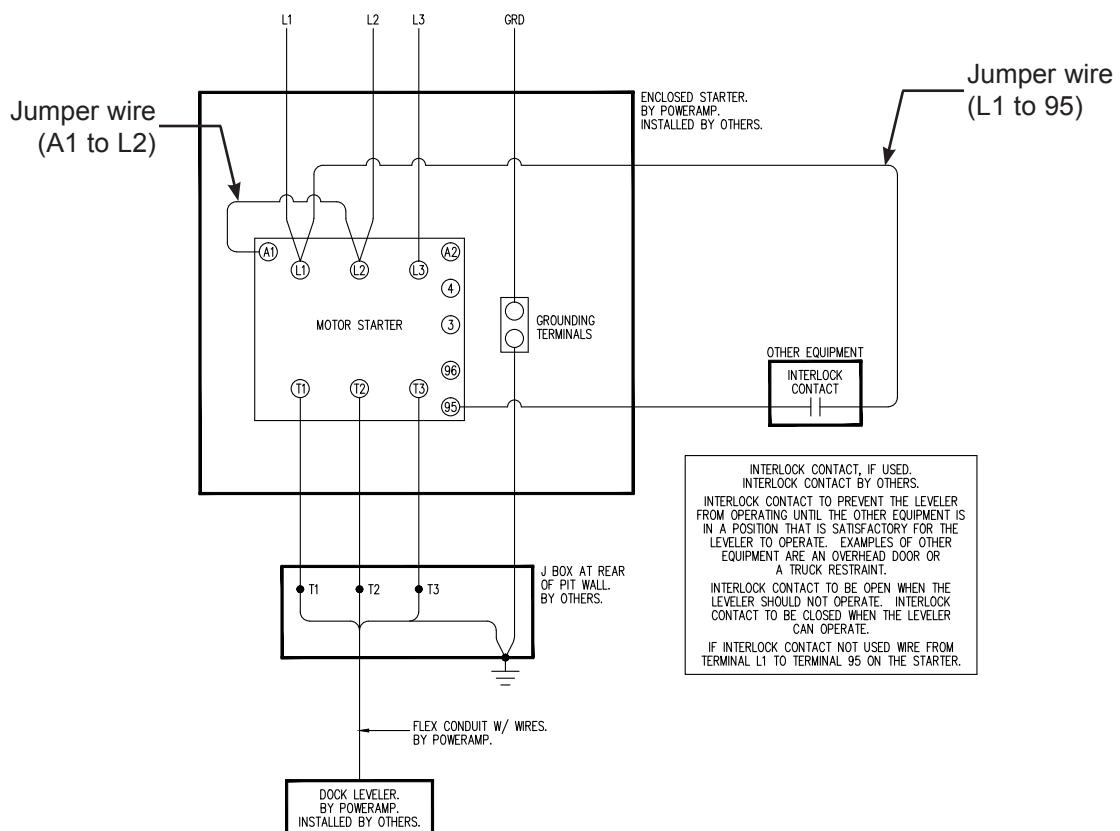 L1
L2
L3
GRD
Jumper wire
(A1 to L2)
Jumper wire
(L1 to 95)
ENCLOSED STARTER.
BY POWERAMP.
INSTALLED BY OTHERS.
A1
L1
L2
L3
A2
4
3
96
95
MOTOR STARTER
T1
T2
T3
GROUNDING
TERMINALS
OTHER EQUIPMENT
INTERLOCK
CONTACT
INTERLOCK CONTACT, IF USED.
INTERLOCK CONTACT BY OTHERS.
INTERLOCK CONTACT TO PREVENT THE LEVELER
FROM OPERATING UNTIL THE OTHER EQUIPMENT IS
IN A POSITION THAT IS SATISFACTORY FOR THE
LEVELER TO OPERATE. EXAMPLES OF OTHER
EQUIPMENT ARE AN OVERHEAD DOOR OR
A TRUCK RESTRAINT.
INTERLOCK CONTACT TO BE OPEN WHEN THE
LEVELER SHOULD NOT OPERATE. INTERLOCK
CONTACT TO BE CLOSED WHEN THE LEVELER
CAN OPERATE.
IF INTERLOCK CONTACT NOT USED WIRE FROM
TERMINAL L1 TO TERMINAL 95 ON THE STARTER.
T1
T2
T3
J BOX AT REAR
OF PIT WALL.
BY OTHERS.
FLEX CONDUIT W/ WIRES.
BY POWERAMP.
DOCK LEVELER.
BY POWERAMP.
INSTALLED BY OTHERS.